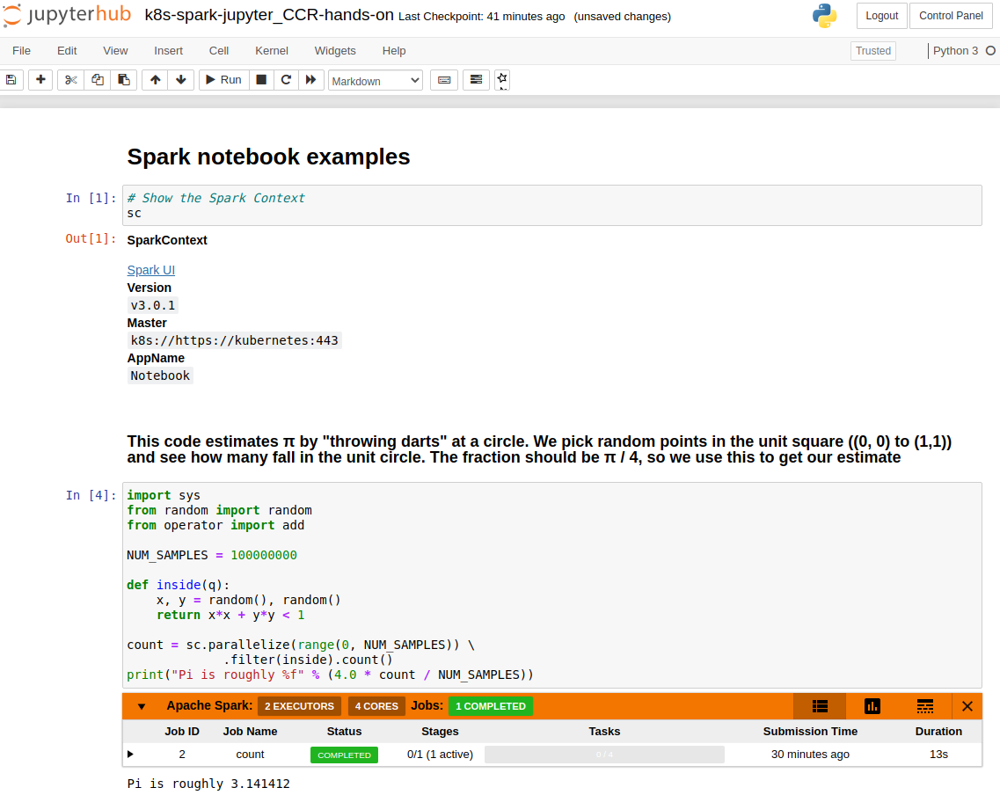 jupyterhub k8s-spark-jupyter_CCR-hands-on Last Checkpoint: 41 minutes ago (unsaved changes) Logout Control Panel
File Edit View Insert Cell Kernel Widgets Help Trusted Python 3
Run Markdown
Spark notebook examples
In [1]: # Show the Spark Context
sc
Out[1]: SparkContext
Spark UI
Version
v3.0.1
Master
k8s://https://kubernetes:443
AppName
Notebook
This code estimates π by "throwing darts" at a circle. We pick random points in the unit square ((0, 0) to (1,1))
and see how many fall in the unit circle. The fraction should be π / 4, so we use this to get our estimate
In [4]: import sys
from random import random
from operator import add
NUM_SAMPLES = 100000000
def inside(q):
    x, y = random(), random()
    return x*x + y*y < 1
count = sc.parallelize(range(0, NUM_SAMPLES)) \
             .filter(inside).count()
print("Pi is roughly %f" % (4.0 * count / NUM_SAMPLES))
Apache Spark: 2 EXECUTORS 4 CORES Jobs: 1 COMPLETED
Job ID Job Name Status Stages Tasks Submission Time Duration
2 count COMPLETED 0/1 (1 active) 0 / 4 30 minutes ago 13s
Pi is roughly 3.141412